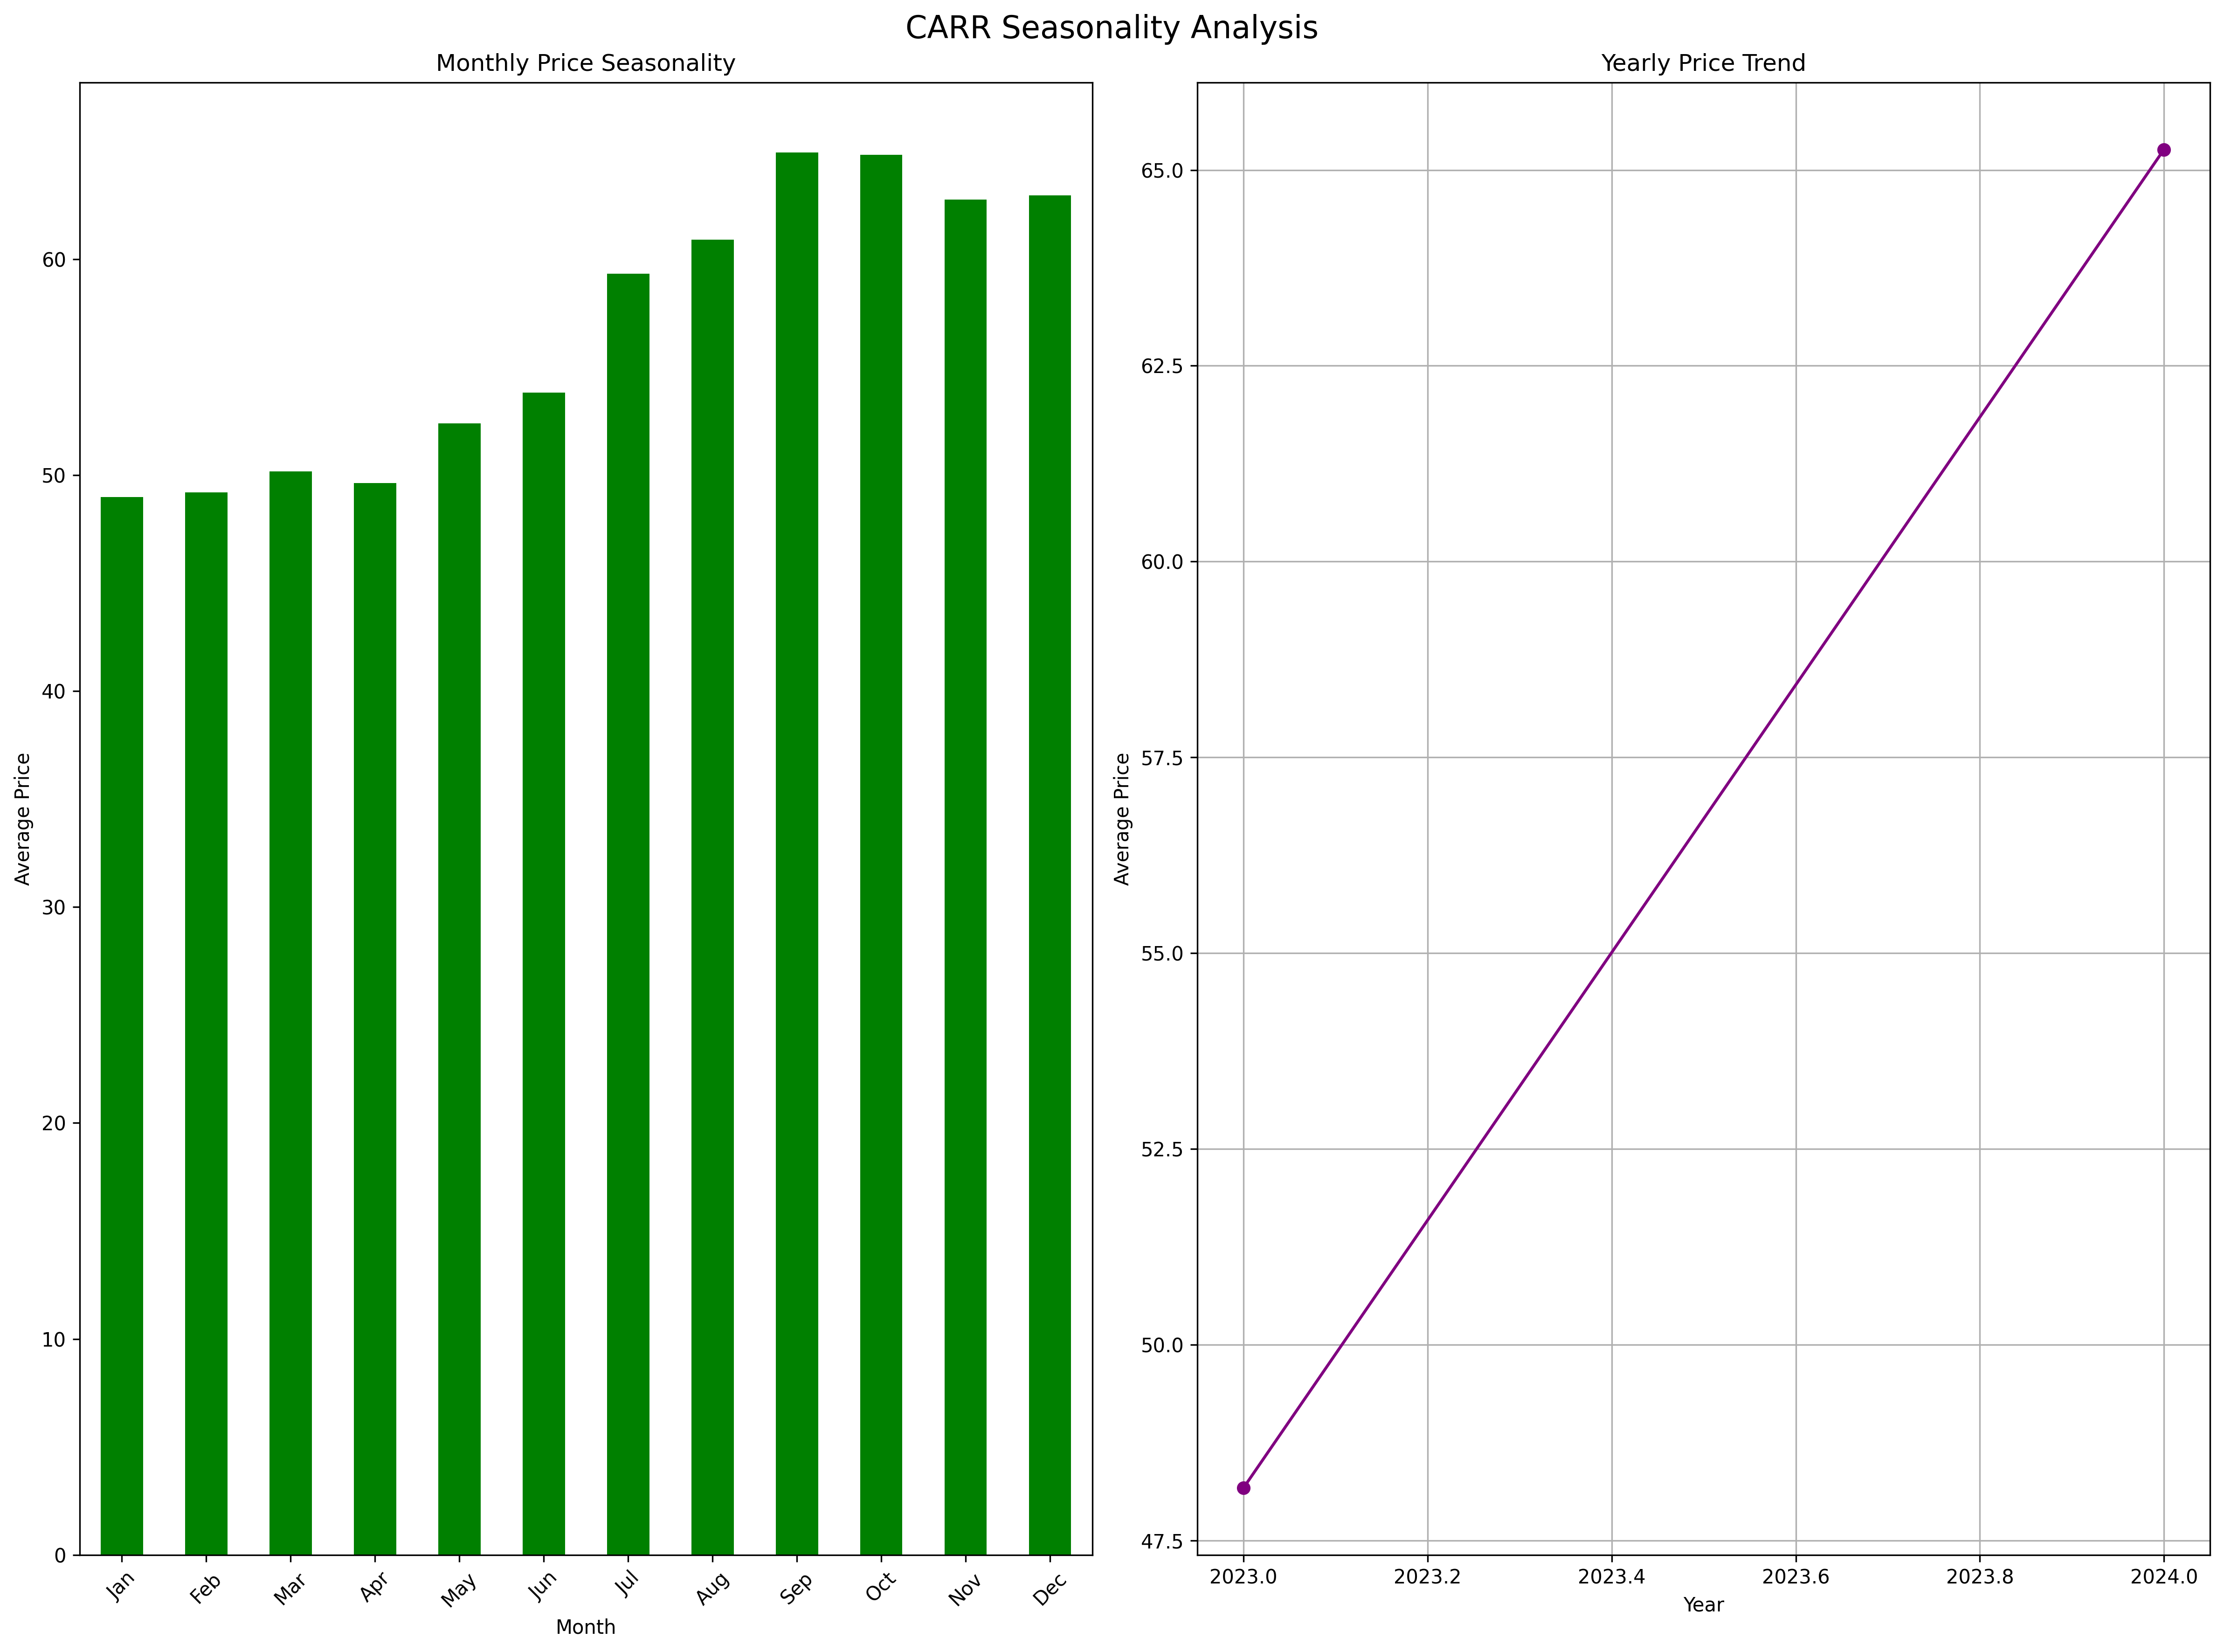 CARR Seasonality Analysis
Monthly Price Seasonality
Average Price
60
50
40
30
20
10
0
Jan
Feb
Mar
Apr
May
Jun
Jul
Aug
Sep
Oct
Nov
Dec
Month
Yearly Price Trend
Average Price
65.0
62.5
60.0
57.5
55.0
52.5
50.0
47.5
2023.0
2023.2
2023.4
2023.6
2023.8
2024.0
Year